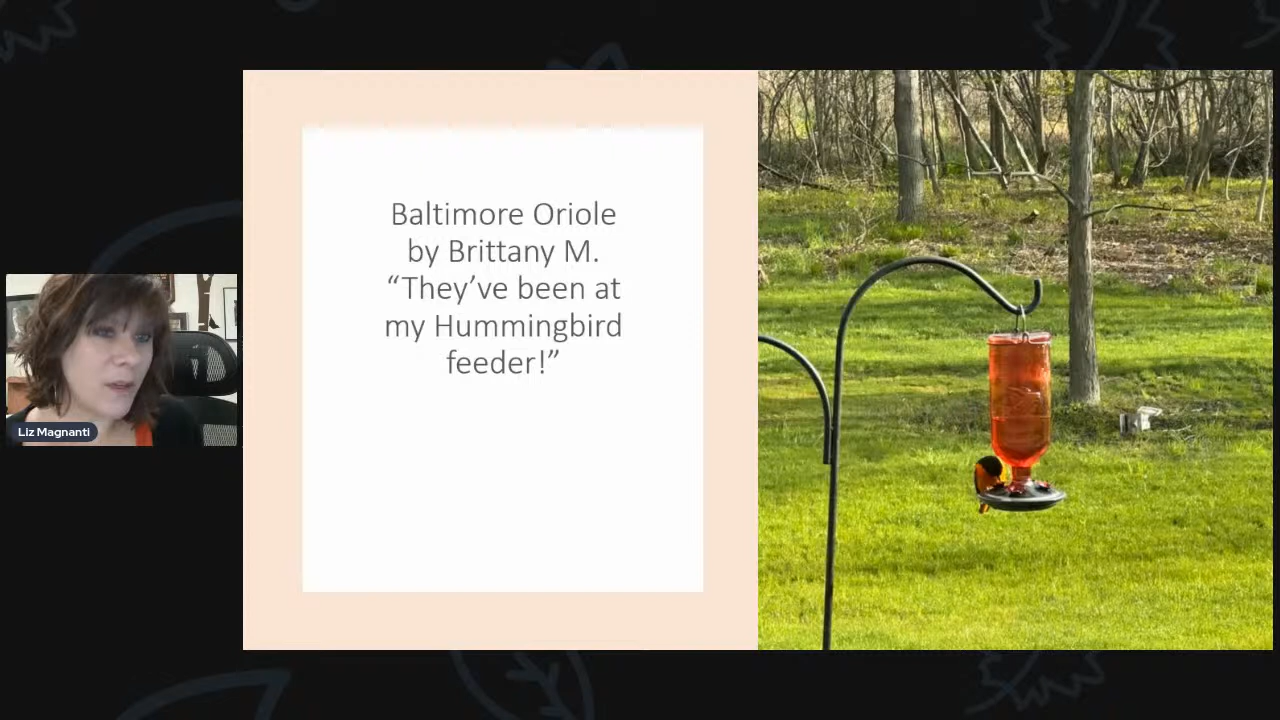 Baltimore Oriole
by Brittany M.
“They’ve been at
my Hummingbird
feeder!”
Liz Magnanti